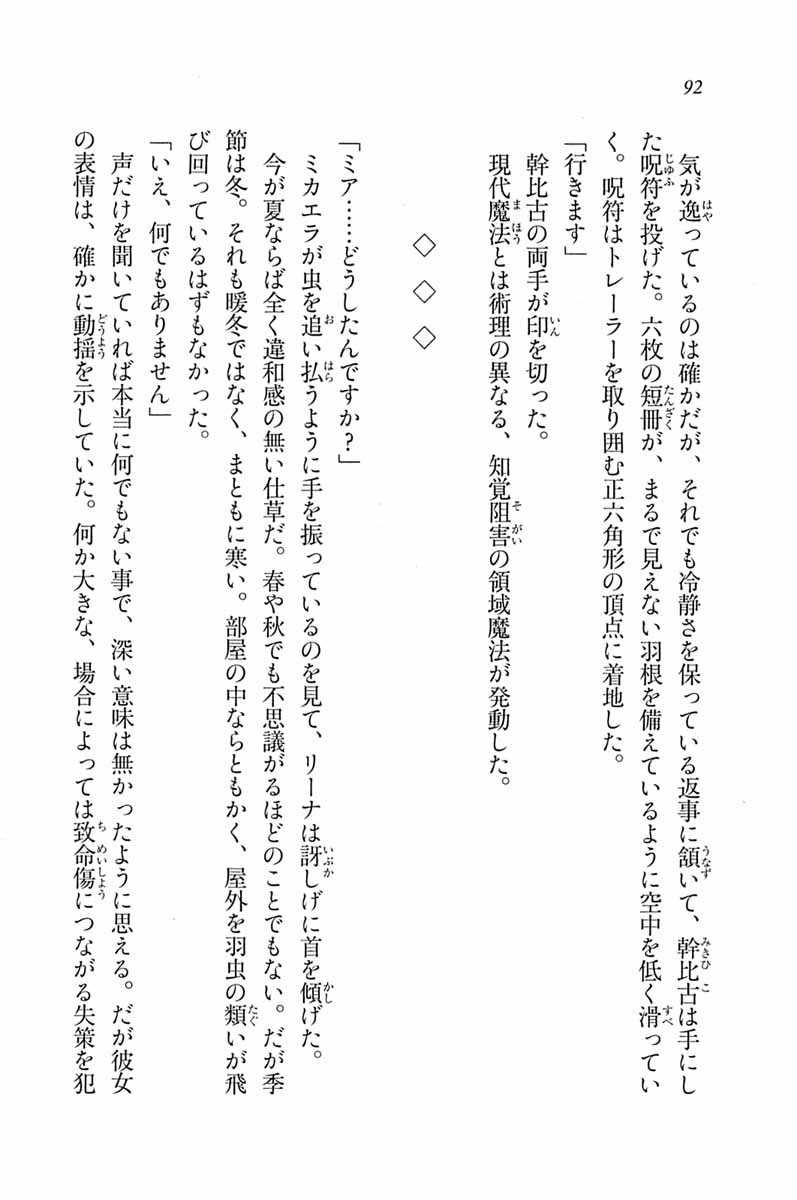 92
気が逸っているのは確かだが、それでも冷静さを保っている返事に頷いて、幹比古は手にし
た呪符を投げた。六枚の短冊が、まるで見えない羽根を備えているように空中を低く滑ってい
く。呪符はトレーラーを取り囲む正六角形の頂点に着地した。
「行きます」
幹比古の両手が印を切った。
現代魔法とは術理の異なる、知覚阻害の領域魔法が発動した。
◇ ◇ ◇
「ミア……どうしたんですか？」
ミカエラが虫を追い払うように手を振っているのを見て、リーナは訝しげに首を傾げた。
今が夏ならば全く違和感の無い仕草だ。春や秋でも不思議がるほどのことでもない。だが季
節は冬。それも暖冬ではなく、まともに寒い。部屋の中ならともかく、屋外を羽虫の類いが飛
び回っているはずもなかった。
「いえ、何でもありません」
声だけを聞いていれば本当に何でもない事で、深い意味は無かったように思える。だが彼女
の表情は、確かに動揺を示していた。何か大きな、場合によっては致命傷につながる失策を犯